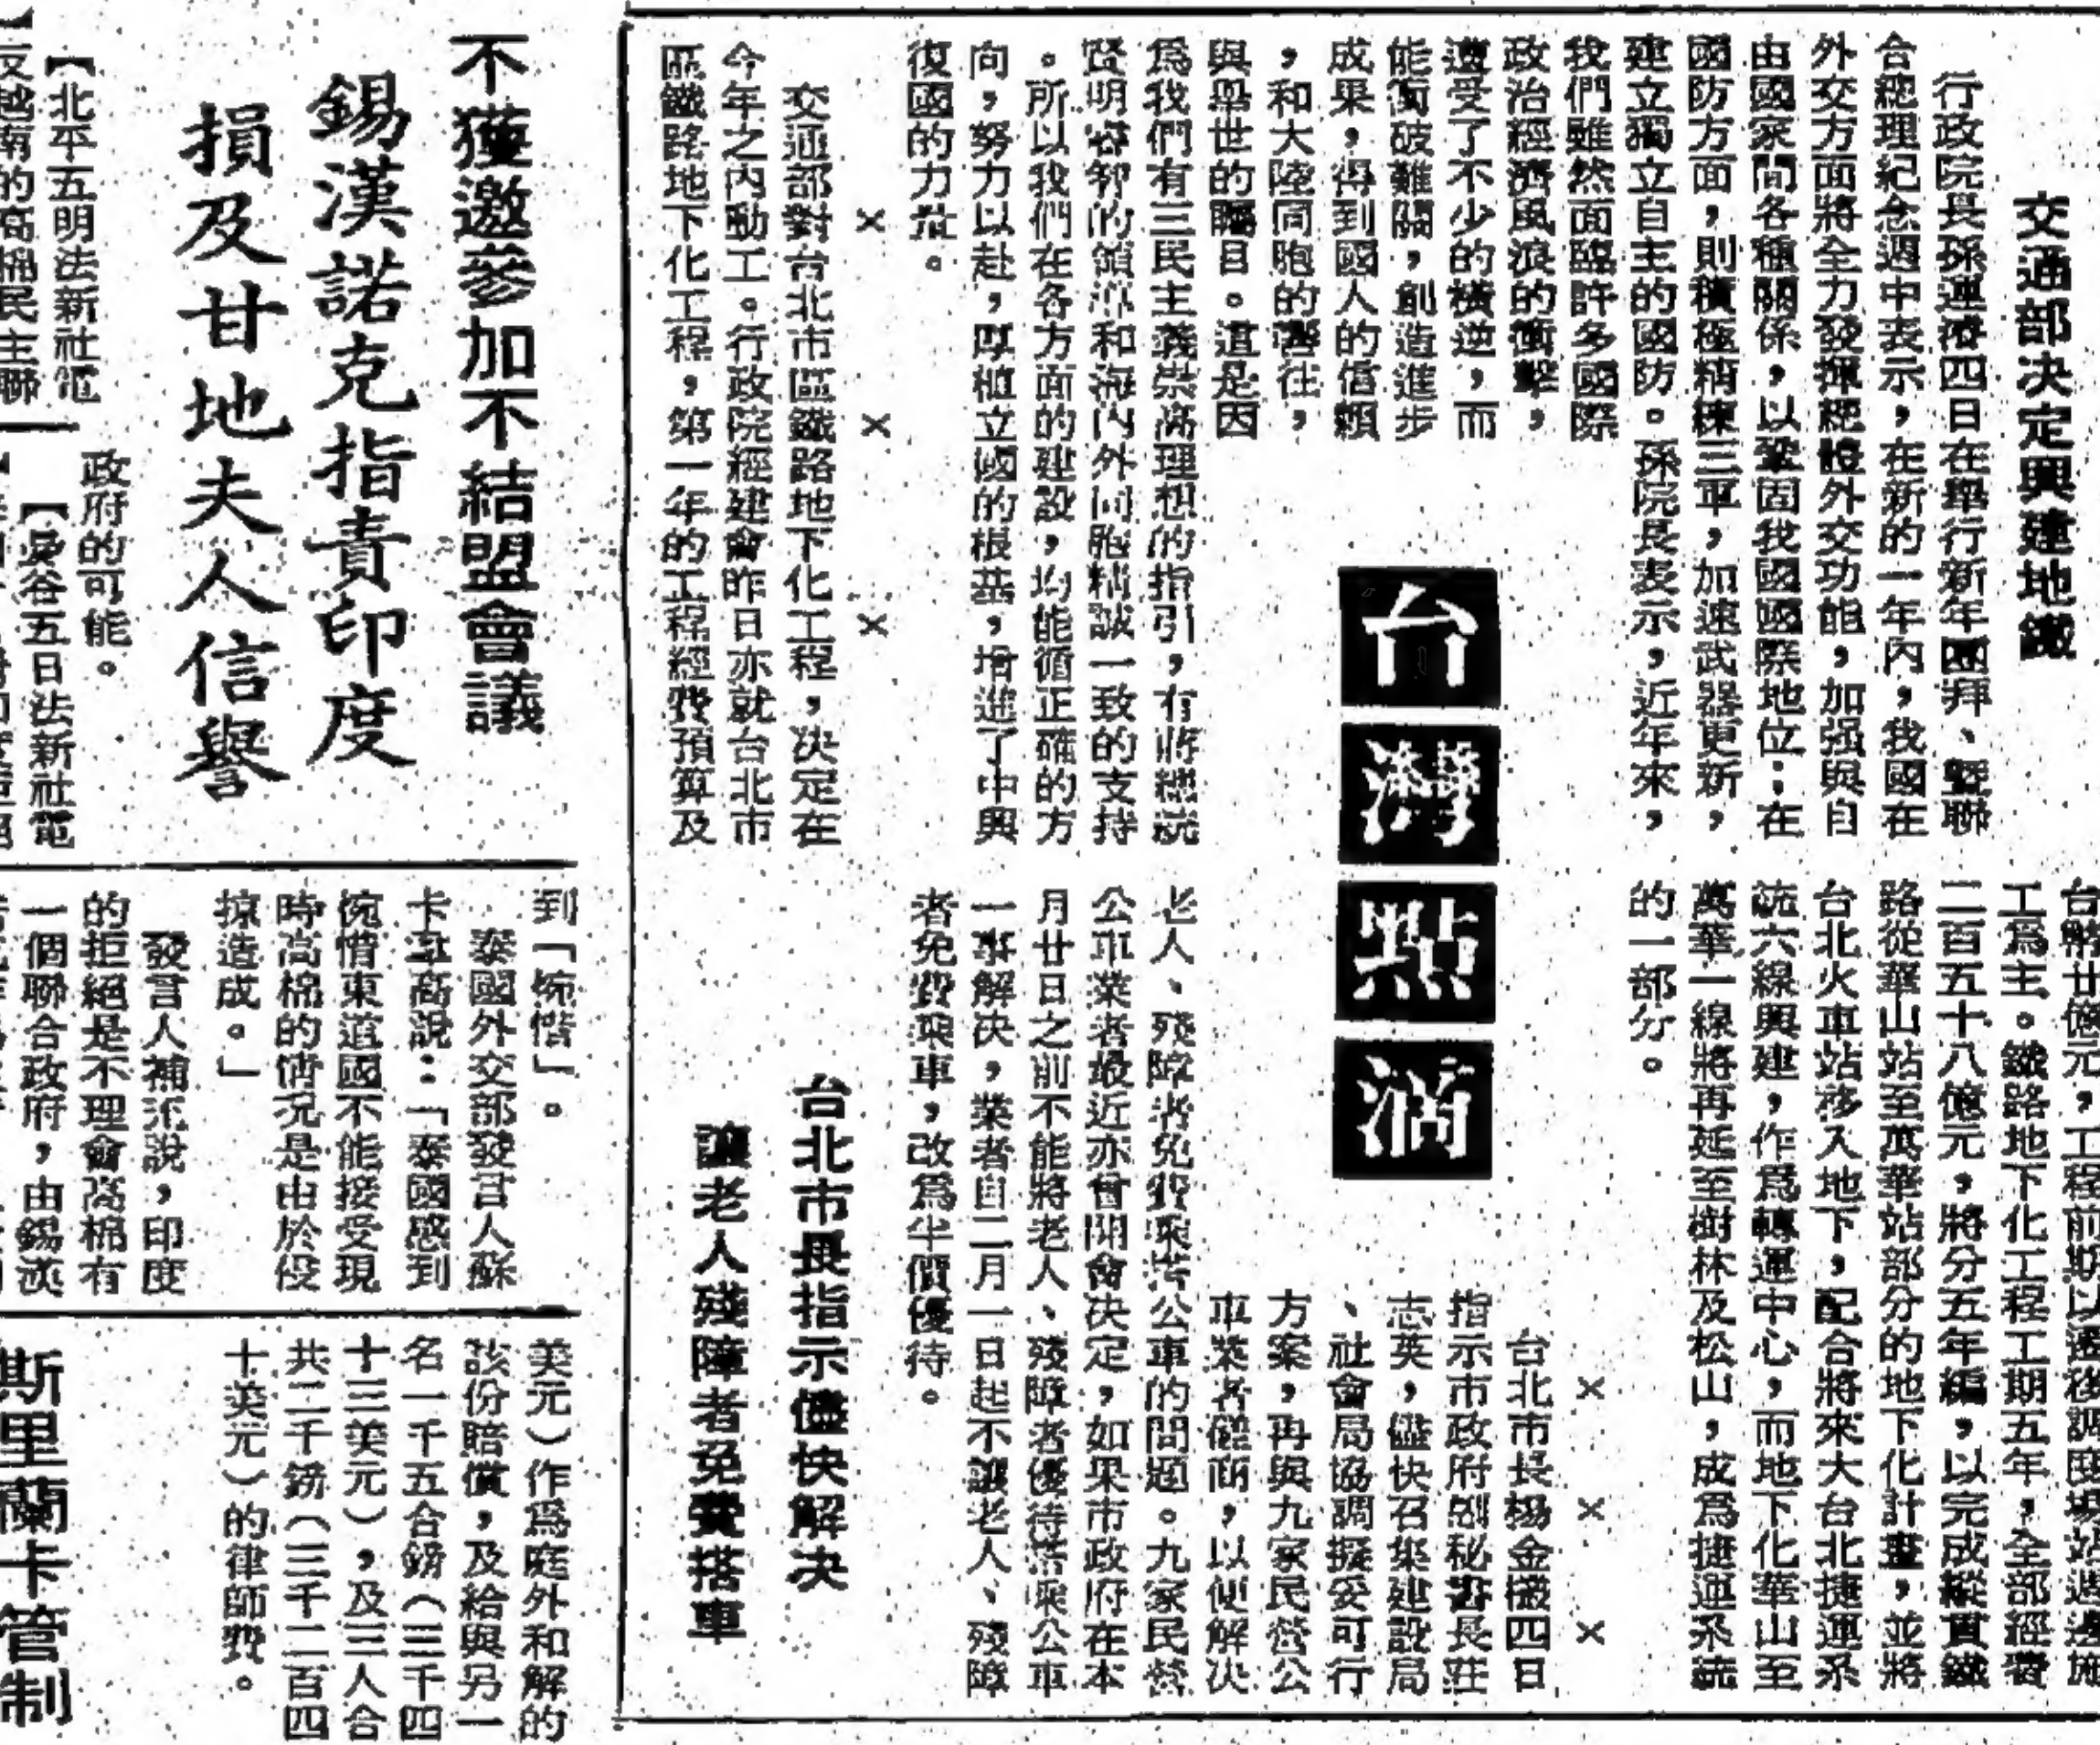 交通部決定興建地鐵
行政院長孫運璿四日在舉行新年團拜、暨聯
合總理紀念週中表示，在新的一年內，我國在
外交方面將全力發揮總體外交功能，加强與自
由國家間各種關係，以鞏固我國國際地位；在
國防方面，則積極精練三軍，加速武器更新，
建立獨立自主的國防。孫院長表示，近年來，
我們雖然面臨許多國際
政治經濟風浪的衝擊，
遭受了不少的橫逆，而
能衝破難關，創造進步
成果，得到國人的信賴
，和大陸同胞的嚮往，
與舉世的矚目。這是因
爲我們有三民主義崇高理想的指引，有蔣總統
賢明睿智的領導和海內外同胞精誠一致的支持
。所以我們在各方面的建設，均能循正確的方
向，努力以赴，厚植立國的根基，增進了中興
復國的力量。
×　×　×
交通部對台北市區鐵路地下化工程，決定在
今年之內動工。行政院經建會昨日亦就台北市
區鐵路地下化工程，第一年的工程經費預算及
台灣點滴
台幣廿億元，工程前期以遷後調度場站遷邊施
工爲主。鐵路地下化工程工期五年，全部經費
二百五十八億元，將分五年編，以完成縱貫鐵
路從華山站至萬華站部分的地下化計畫，並將
台北火車站移入地下，配合將來大台北捷運系
統六線興建，作爲轉運中心，而地下化華山至
萬華一線將再延至樹林及松山，成爲捷運系統
的一部分。
×　×　×
台北市長楊金欉四日
指示市政府副秘書長莊
志英，儘快召集建設局
、社會局協調擬妥可行
方案，再與九家民營公
車業者磋商，以便解決
老人、殘障者免費乘搭公車的問題。九家民營
公車業者最近亦曾開會決定，如果市政府在本
月廿日之前不能將老人、殘障者優待搭乘公車
一事解決，業者自二月一日起不讓老人、殘障
者免費乘車，改爲半價優待。
台北市長指示儘快解決
讓老人殘障者免費搭車
不獲邀參加不結盟會議
錫漢諾克指責印度
損及甘地夫人信譽
【北平五明法新社電
】反越南的高棉民主聯
政府的可能。
【曼谷五日法新社電
到「惋惜」。
泰國外交部發言人蘇
卡革高說：「泰國感到
惋惜東道國不能接受現
時高棉的情況是由於侵
掠造成。」
發言人補充說，印度
的拒絕是不理會高棉有
一個聯合政府，由錫漢
美元）作爲庭外和解的
該份賠償，及給與另一
名一千五合鎊（三千四
十三美元），及三人合
共二千鎊（三千二百四
十美元）的律師費。
斯里蘭卡管制